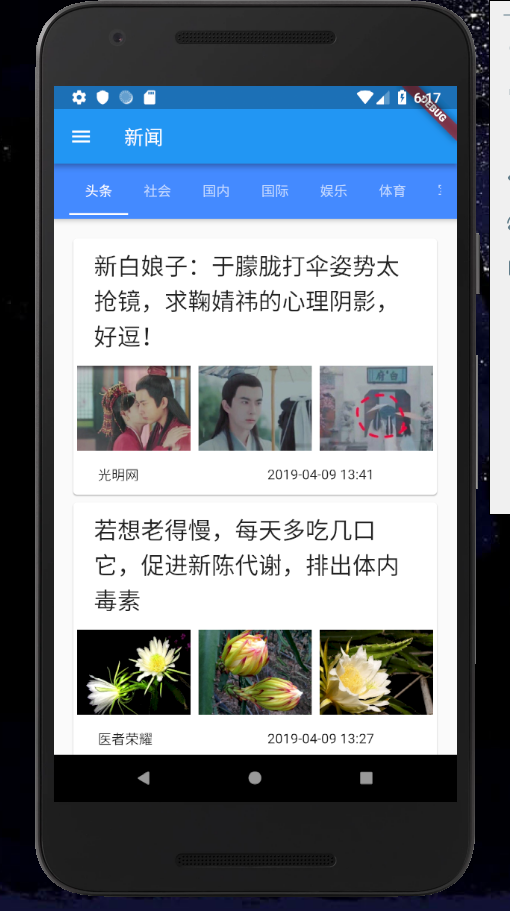 6:17
DEBUG
新闻
头条 社会 国内 国际 娱乐 体育
新白娘子：于朦胧打伞姿势太
抢镜，求鞠婧祎的心理阴影，
好逗！
光明网 2019-04-09 13:41
若想老得慢，每天多吃几口
它，促进新陈代谢，排出体内
毒素
医者荣耀 2019-04-09 13:27